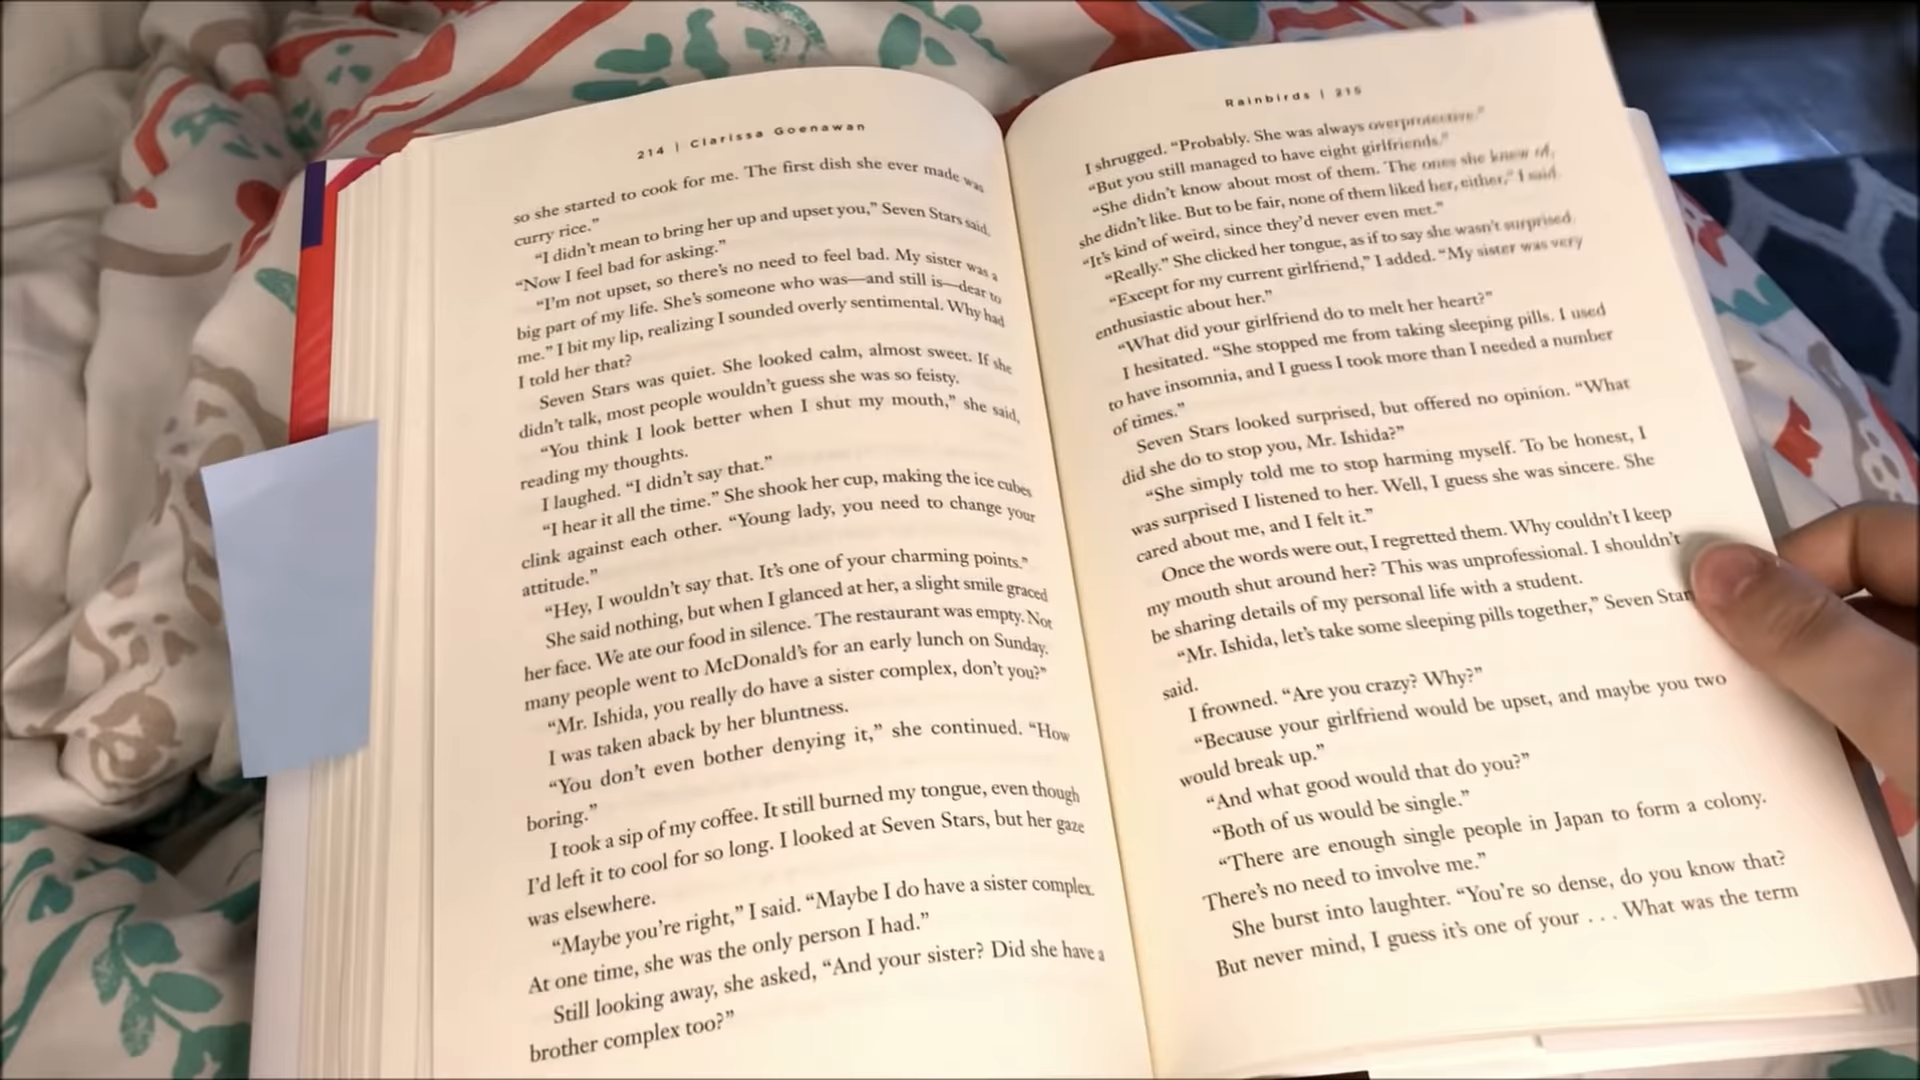 214 | Clarissa Goenawan
so she started to cook for me. The first dish she ever made was
curry rice.”
“I didn’t mean to bring her up and upset you,” Seven Stars said.
“Now I feel bad for asking.”
“I’m not upset, so there’s no need to feel bad. My sister was a
big part of my life. She’s someone who was—and still is—dear to
me.” I bit my lip, realizing I sounded overly sentimental. Why had
I told her that?
Seven Stars was quiet. She looked calm, almost sweet. If she
didn’t talk, most people wouldn’t guess she was so feisty.
“You think I look better when I shut my mouth,” she said,
reading my thoughts.
I laughed. “I didn’t say that.”
“I hear it all the time.” She shook her cup, making the ice cubes
clink against each other. “Young lady, you need to change your
attitude.”
“Hey, I wouldn’t say that. It’s one of your charming points.”
She said nothing, but when I glanced at her, a slight smile graced
her face. We ate our food in silence. The restaurant was empty. Not
many people went to McDonald’s for an early lunch on Sunday.
“Mr. Ishida, you really do have a sister complex, don’t you?”
I was taken aback by her bluntness.
“You don’t even bother denying it,” she continued. “How
boring.”
I took a sip of my coffee. It still burned my tongue, even though
I’d left it to cool for so long. I looked at Seven Stars, but her gaze
was elsewhere.
“Maybe you’re right,” I said. “Maybe I do have a sister complex.
At one time, she was the only person I had.”
Still looking away, she asked, “And your sister? Did she have a
brother complex too?”
Rainbirds | 215
I shrugged. “Probably. She was always overprotective.”
“But you still managed to have eight girlfriends.”
“She didn’t know about most of them. The ones she knew of,
she didn’t like. But to be fair, none of them liked her, either,” I said.
“It’s kind of weird, since they’d never even met.”
“Really.” She clicked her tongue, as if to say she wasn’t surprised.
“Except for my current girlfriend,” I added. “My sister was very
enthusiastic about her.”
“What did your girlfriend do to melt her heart?”
I hesitated. “She stopped me from taking sleeping pills. I used
to have insomnia, and I guess I took more than I needed a number
of times.”
Seven Stars looked surprised, but offered no opinion. “What
did she do to stop you, Mr. Ishida?”
“She simply told me to stop harming myself. To be honest, I
was surprised I listened to her. Well, I guess she was sincere. She
cared about me, and I felt it.”
Once the words were out, I regretted them. Why couldn’t I keep
my mouth shut around her? This was unprofessional. I shouldn’t
be sharing details of my personal life with a student.
“Mr. Ishida, let’s take some sleeping pills together,” Seven Star
said.
I frowned. “Are you crazy? Why?”
“Because your girlfriend would be upset, and maybe you two
would break up.”
“And what good would that do you?”
“Both of us would be single.”
“There are enough single people in Japan to form a colony.
There’s no need to involve me.”
She burst into laughter. “You’re so dense, do you know that?
But never mind, I guess it’s one of your . . . What was the term